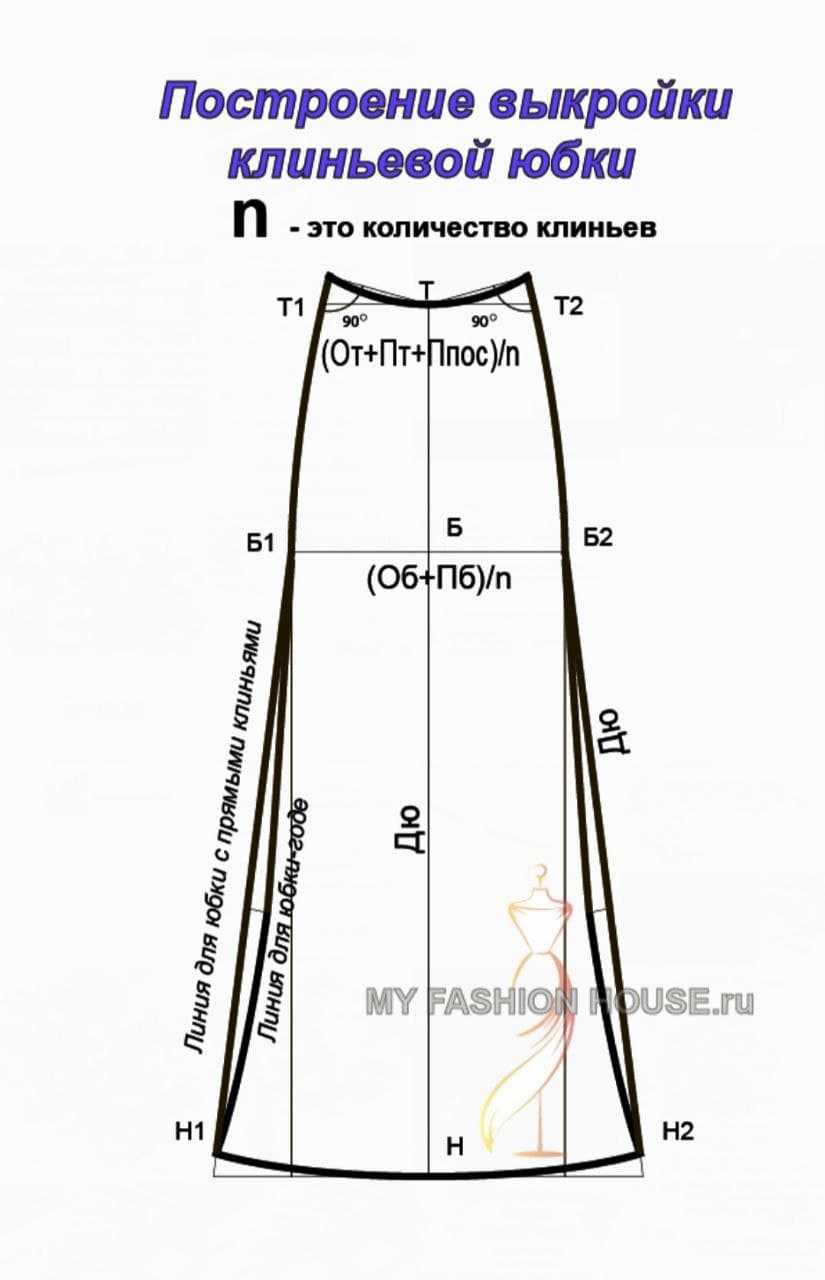 Построение выкройки
клиньевой юбки
n - это количество клиньев
Т
Т1
Т2
90°
90°
(От+Пт+Ппос)/n
Б
Б1
Б2
(Об+Пб)/n
Линия для юбки с прямыми клиньями
Линия для юбки-годе
Дю
Дю
MY FASHION HOUSE.ru
Н1
Н
Н2